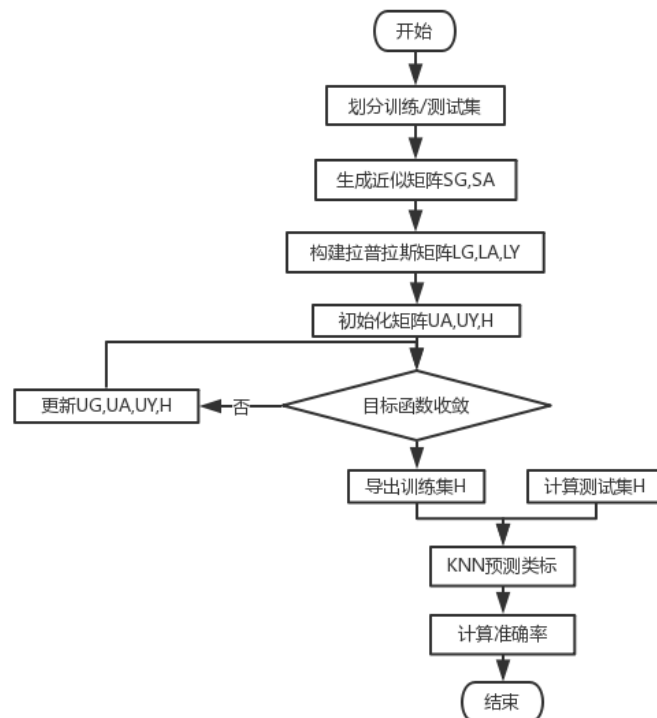 开始
划分训练/测试集
生成近似矩阵SG,SA
构建拉普拉斯矩阵LG,LA,LY
初始化矩阵UA,UY,H
更新UG,UA,UY,H
否
目标函数收敛
导出训练集H
计算测试集H
KNN预测类标
计算准确率
结束